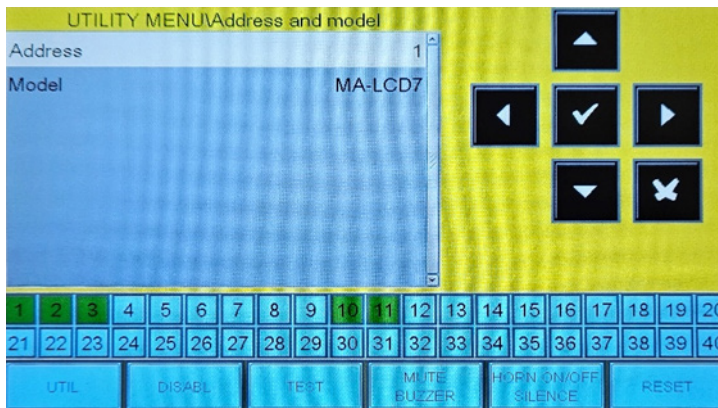 UTILITY MENU\Address and model
Address 1
Model MA-LCD7
1 2 3 4 5 6 7 8 9 10 11 12 13 14 15 16 17 18 19 20
21 22 23 24 25 26 27 28 29 30 31 32 33 34 35 36 37 38 39 40
UTIL DISABL TEST MUTE BUZZER HORN ON/OFF SILENCE RESET